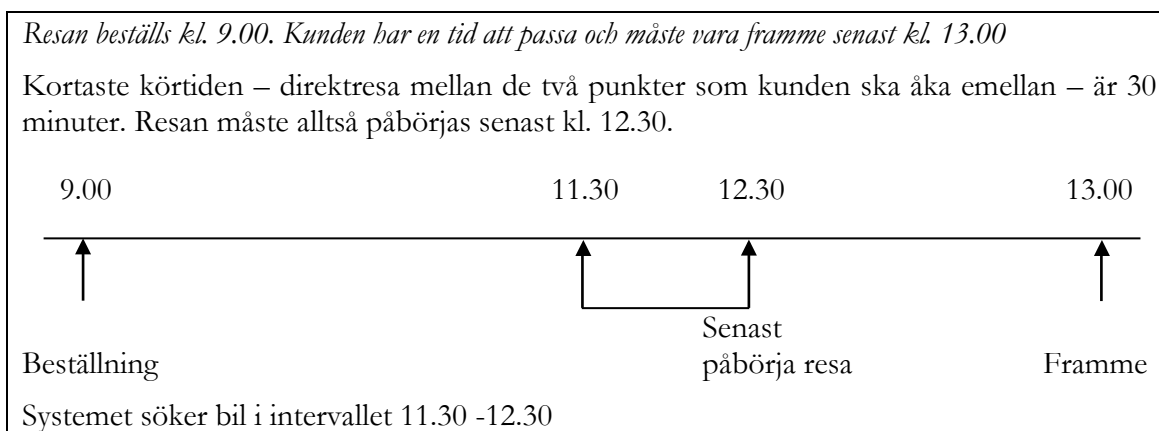 Resan beställs kl. 9.00. Kunden har en tid att passa och måste vara framme senast kl. 13.00
Kortaste körtiden – direktresa mellan de två punkter som kunden ska åka emellan – är 30
minuter. Resan måste alltså påbörjas senast kl. 12.30.
9.00 11.30 12.30 13.00
Senast
Beställning påbörja resa Framme
Systemet söker bil i intervallet 11.30 -12.30